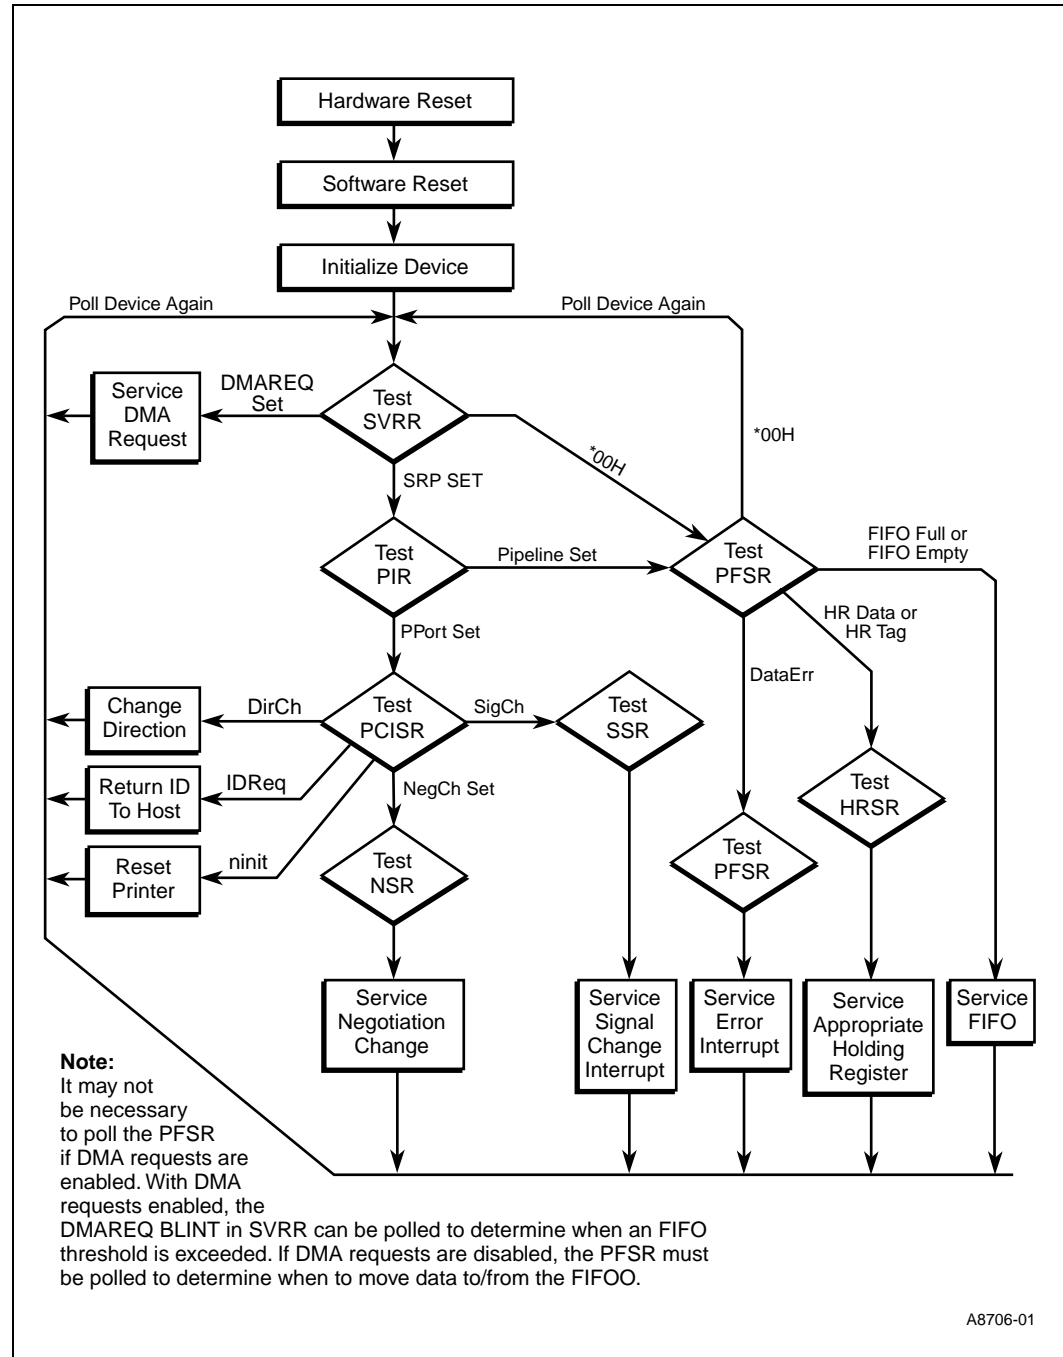 Hardware Reset
Software Reset
Initialize Device
Poll Device Again
Poll Device Again
Service
DMA
Request
DMAREQ
Set
Test
SVRR
*00H
*00H
SRP SET
Test
PIR
Pipeline Set
Test
PFSR
FIFO Full or
FIFO Empty
HR Data or
HR Tag
PPort Set
DataErr
Change
Direction
DirCh
Test
PCISR
SigCh
Test
SSR
Return ID
To Host
IDReq
NegCh Set
Test
HRSR
Reset
Printer
ninit
Test
NSR
Test
PFSR
Service
Negotiation
Change
Service
Signal
Change
Interrupt
Service
Error
Interrupt
Service
Appropriate
Holding
Register
Service
FIFO
Note:
It may not
be necessary
to poll the PFSR
if DMA requests are
enabled. With DMA
requests enabled, the
DMAREQ BLINT in SVRR can be polled to determine when an FIFO
threshold is exceeded. If DMA requests are disabled, the PFSR must
be polled to determine when to move data to/from the FIFOO.
A8706-01